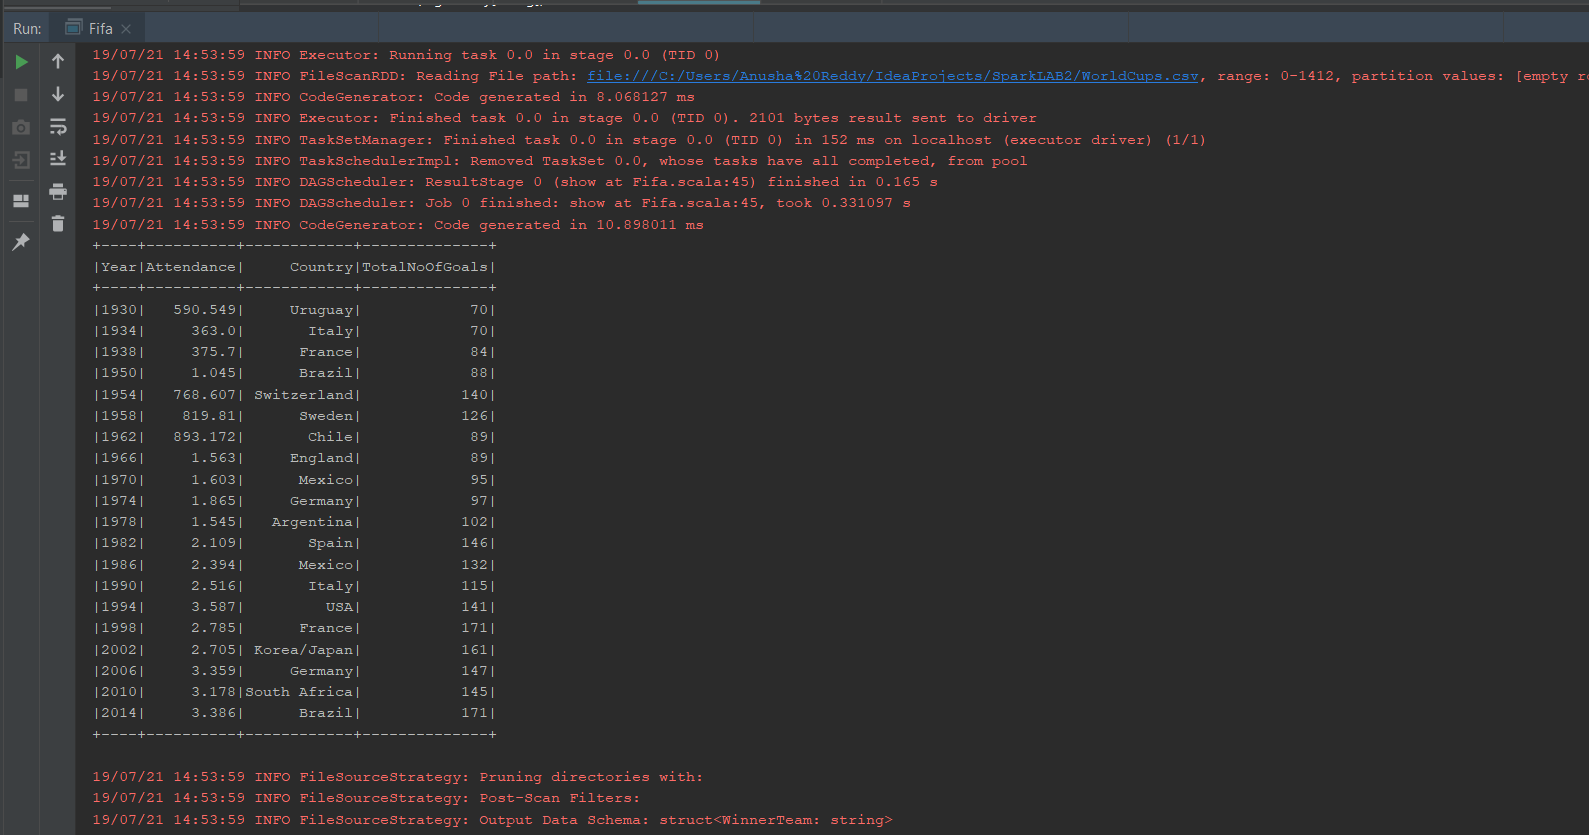 Run: Fifa
19/07/21 14:53:59 INFO Executor: Running task 0.0 in stage 0.0 (TID 0)
19/07/21 14:53:59 INFO FileScanRDD: Reading File path: file:///C:/Users/Anusha%20Reddy/IdeaProjects/SparkLAB2/WorldCups.csv, range: 0-1412, partition values: [empty ro
19/07/21 14:53:59 INFO CodeGenerator: Code generated in 8.068127 ms
19/07/21 14:53:59 INFO Executor: Finished task 0.0 in stage 0.0 (TID 0). 2101 bytes result sent to driver
19/07/21 14:53:59 INFO TaskSetManager: Finished task 0.0 in stage 0.0 (TID 0) in 152 ms on localhost (executor driver) (1/1)
19/07/21 14:53:59 INFO TaskSchedulerImpl: Removed TaskSet 0.0, whose tasks have all completed, from pool
19/07/21 14:53:59 INFO DAGScheduler: ResultStage 0 (show at Fifa.scala:45) finished in 0.165 s
19/07/21 14:53:59 INFO DAGScheduler: Job 0 finished: show at Fifa.scala:45, took 0.331097 s
19/07/21 14:53:59 INFO CodeGenerator: Code generated in 10.898011 ms
+----+----------+------------+--------------+
|Year|Attendance|     Country|TotalNoOfGoals|
+----+----------+------------+--------------+
|1930|   590.549|     Uruguay|            70|
|1934|     363.0|       Italy|            70|
|1938|     375.7|      France|            84|
|1950|     1.045|      Brazil|            88|
|1954|   768.607| Switzerland|           140|
|1958|    819.81|      Sweden|           126|
|1962|   893.172|       Chile|            89|
|1966|     1.563|     England|            89|
|1970|     1.603|      Mexico|            95|
|1974|     1.865|     Germany|            97|
|1978|     1.545|   Argentina|           102|
|1982|     2.109|       Spain|           146|
|1986|     2.394|      Mexico|           132|
|1990|     2.516|       Italy|           115|
|1994|     3.587|         USA|           141|
|1998|     2.785|      France|           171|
|2002|     2.705| Korea/Japan|           161|
|2006|     3.359|     Germany|           147|
|2010|     3.178|South Africa|           145|
|2014|     3.386|      Brazil|           171|
+----+----------+------------+--------------+
19/07/21 14:53:59 INFO FileSourceStrategy: Pruning directories with:
19/07/21 14:53:59 INFO FileSourceStrategy: Post-Scan Filters:
19/07/21 14:53:59 INFO FileSourceStrategy: Output Data Schema: struct<WinnerTeam: string>